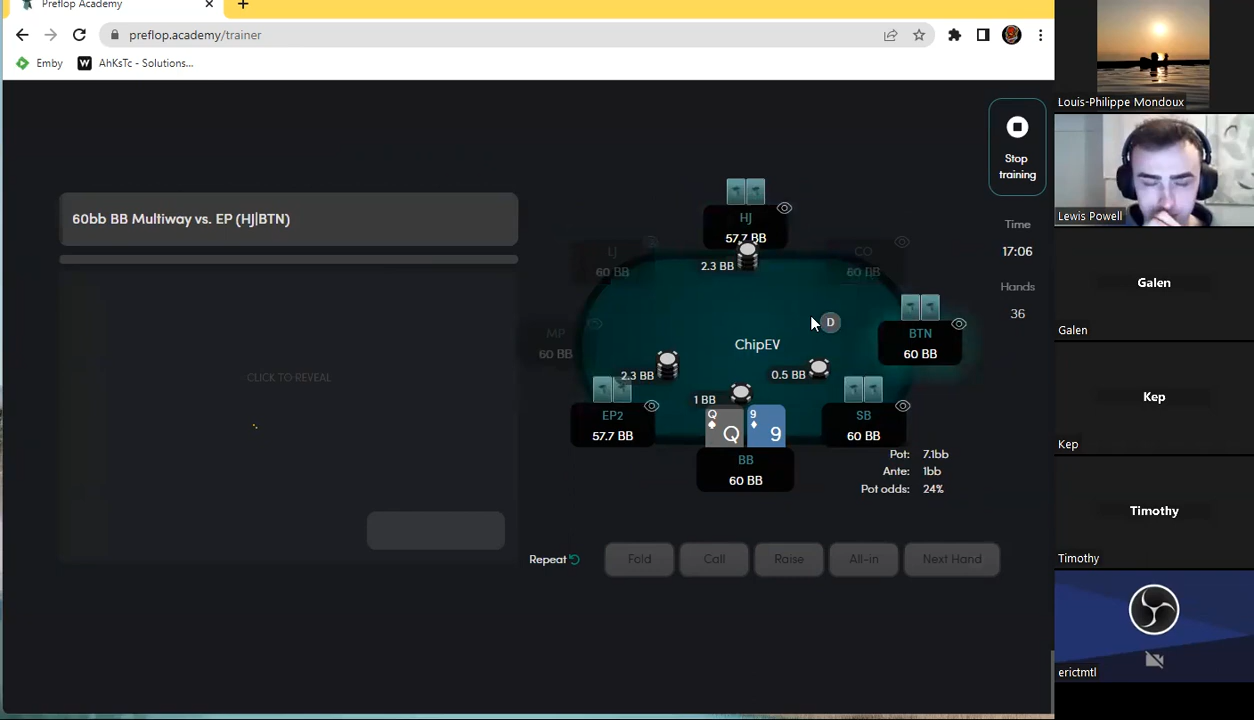 Preflop Academy
preflop.academy/trainer
Emby
AhKsTc - Solutions...
60bb BB Multiway vs. EP (HJ|BTN)
CLICK TO REVEAL
HJ
57.7 BB
2.3 BB
LJ
60 BB
CO
60 BB
MP
60 BB
BTN
60 BB
D
ChipEV
2.3 BB
0.5 BB
1 BB
EP2
57.7 BB
Q
Q
9
9
SB
60 BB
BB
60 BB
Pot: 7.1bb
Ante: 1bb
Pot odds: 24%
Repeat
Fold
Call
Raise
All-in
Next Hand
Stop
training
Time
17:06
Hands
36
Louis-Philippe Mondoux
Lewis Powell
Galen
Galen
Kep
Kep
Timothy
Timothy
erictmtl